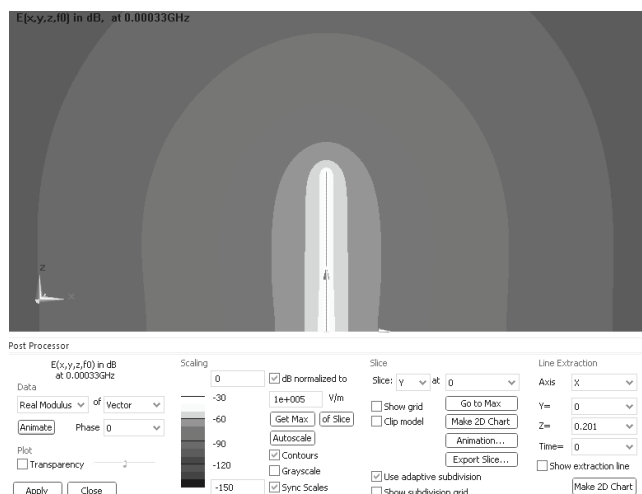 E(x,y,z,f0) in dB, at 0.00033GHz
z
x
Post Processor
E(x,y,z,f0) in dB
at 0.00033GHz
Data
Real Modulus of Vector
Animate Phase 0
Plot
Transparency
Apply Close
Scaling
0 dB normalized to
-30 1e+005 V/m
-60 Get Max of Slice
Autoscale
-90 Contours
-120 Grayscale
-150 Sync Scales
Slice
Slice: Y at 0
Show grid Go to Max
Clip model Make 2D Chart
Animation...
Export Slice...
Use adaptive subdivision
Show subdivision grid
Line Extraction
Axis X
Y= 0
Z= 0.201
Time= 0
Show extraction line
Make 2D Chart